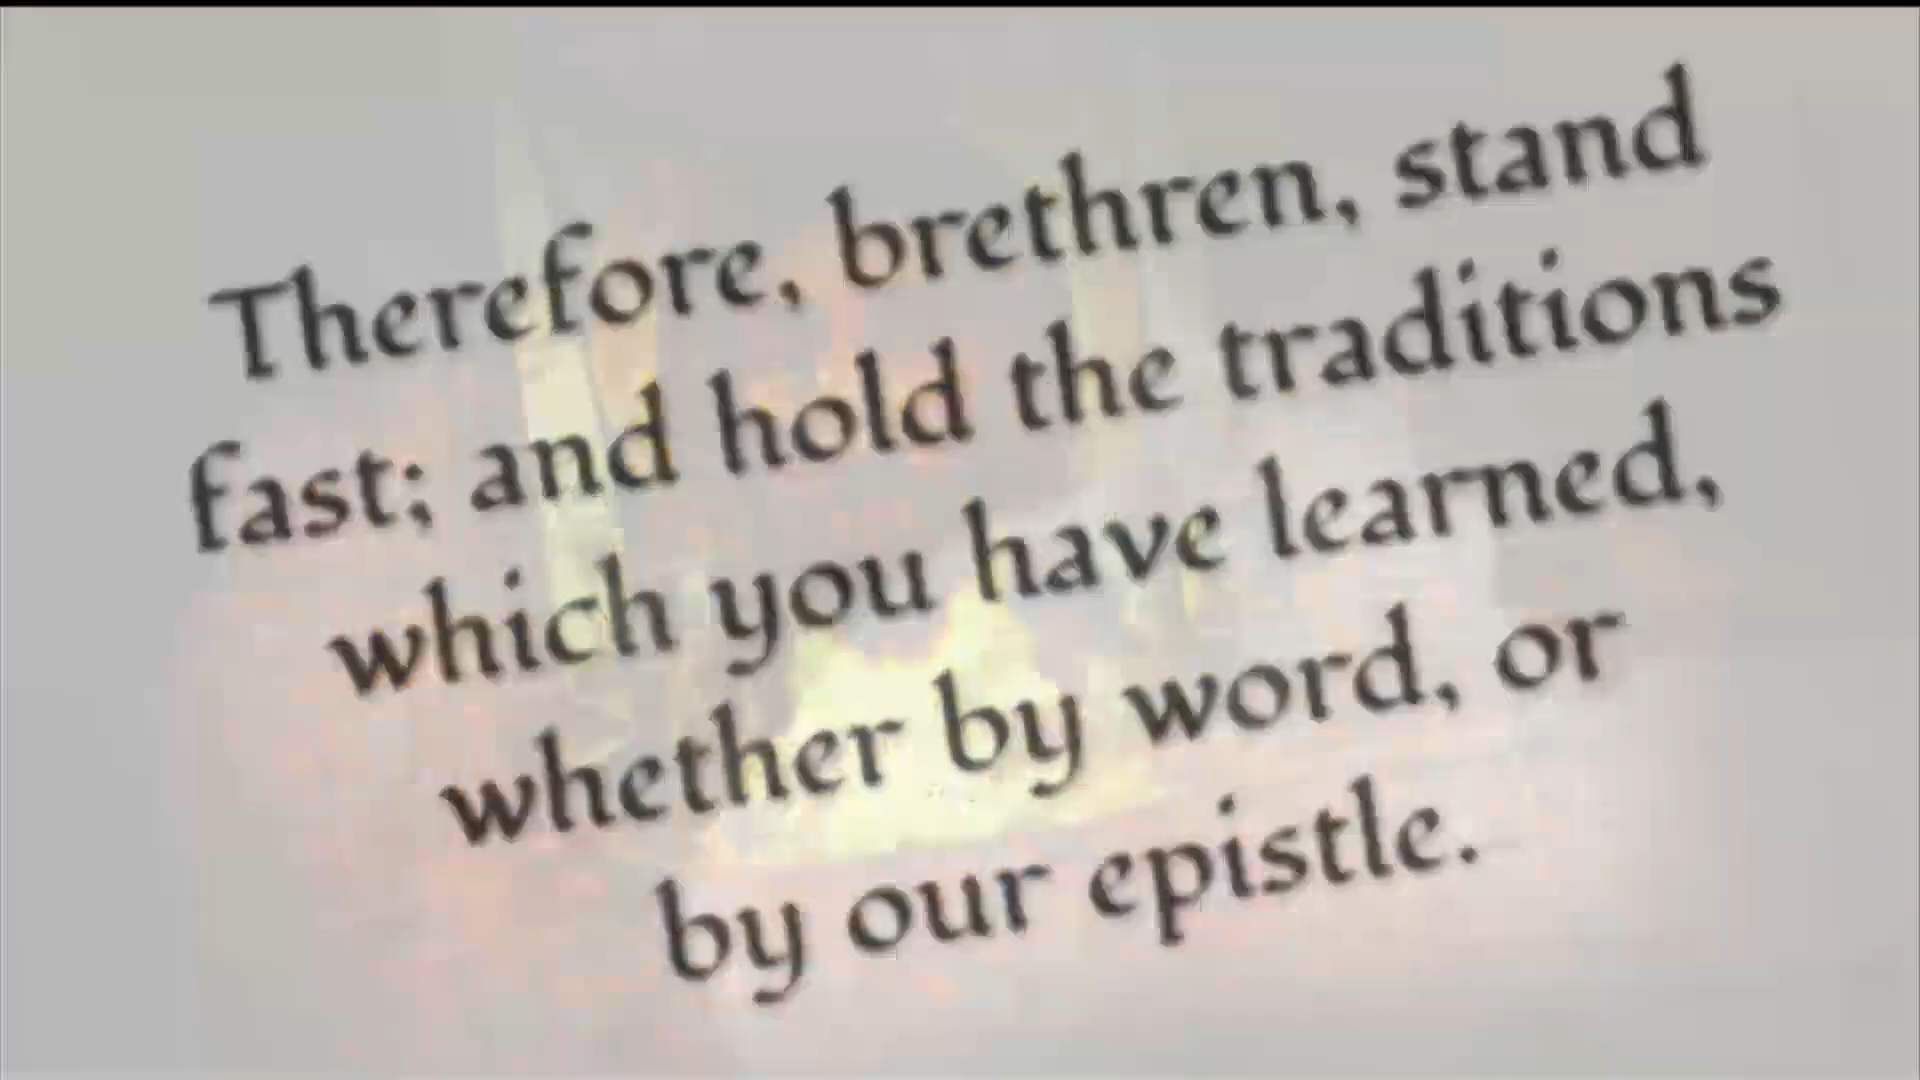 Therefore, brethren, stand
fast; and hold the traditions
which you have learned,
whether by word, or
by our epistle.